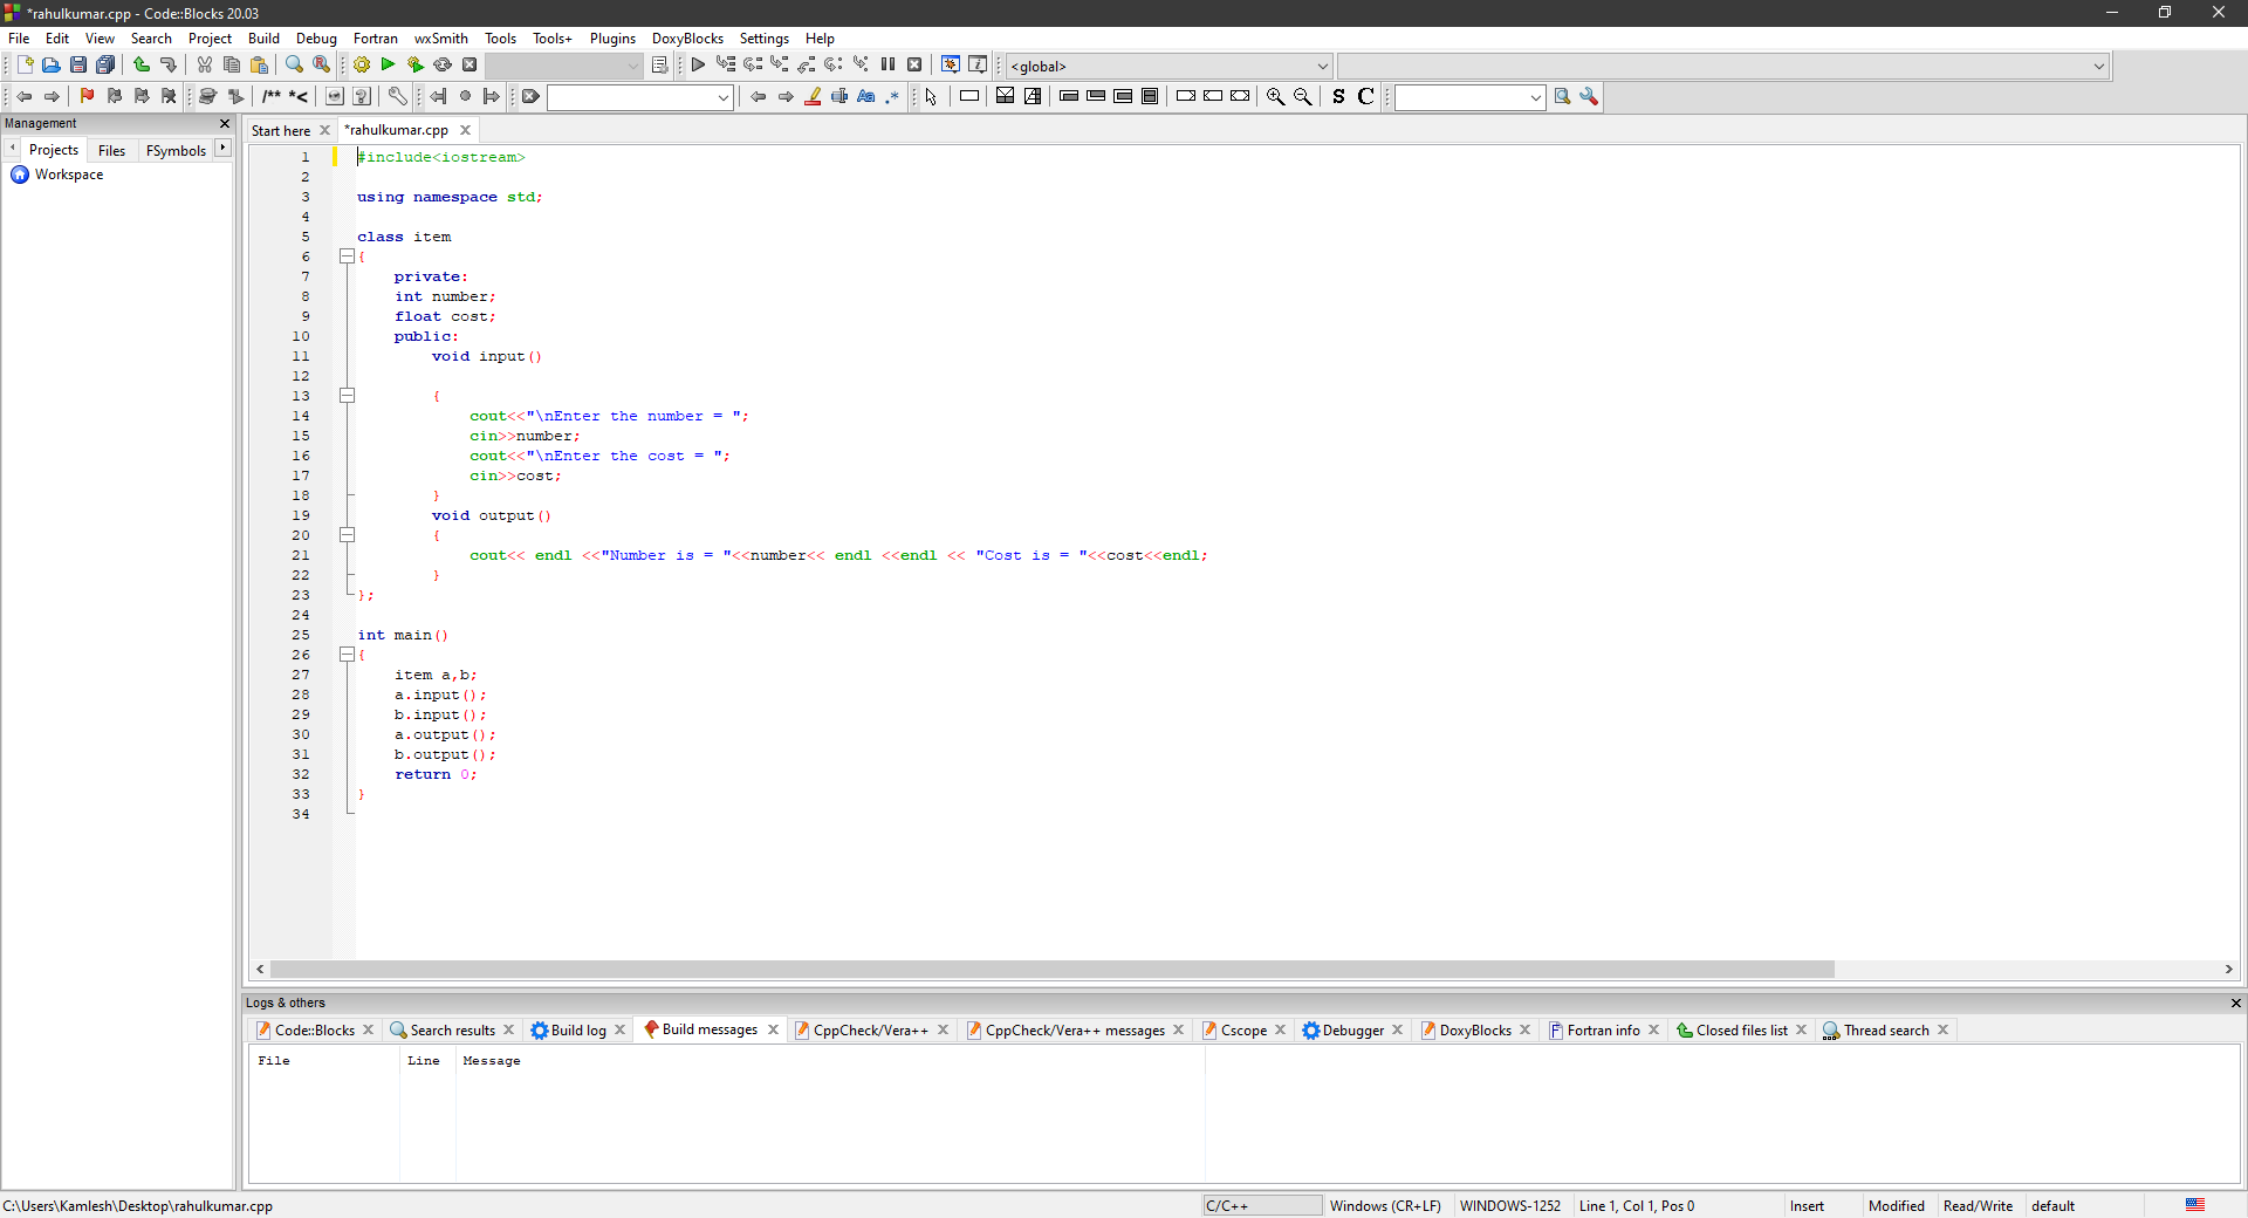 *rahulkumar.cpp - Code::Blocks 20.03
File Edit View Search Project Build Debug Fortran wxSmith Tools Tools+ Plugins DoxyBlocks Settings Help
<global>
/** *< Aa .* S C
Management
Start here *rahulkumar.cpp
Projects Files FSymbols
Workspace
1 #include<iostream>
2
3 using namespace std;
4
5 class item
6 {
7 private:
8 int number;
9 float cost;
10 public:
11 void input()
12
13 {
14 cout<<"\nEnter the number = ";
15 cin>>number;
16 cout<<"\nEnter the cost = ";
17 cin>>cost;
18 }
19 void output()
20 {
21 cout<< endl <<"Number is = "<<number<< endl <<endl << "Cost is = "<<cost<<endl;
22 }
23 };
24
25 int main()
26 {
27 item a,b;
28 a.input();
29 b.input();
30 a.output();
31 b.output();
32 return 0;
33 }
34
Logs & others
Code::Blocks Search results Build log Build messages CppCheck/Vera++ CppCheck/Vera++ messages Cscope Debugger DoxyBlocks Fortran info Closed files list Thread search
File Line Message
C:\Users\Kamlesh\Desktop\rahulkumar.cpp C/C++ Windows (CR+LF) WINDOWS-1252 Line 1, Col 1, Pos 0 Insert Modified Read/Write default